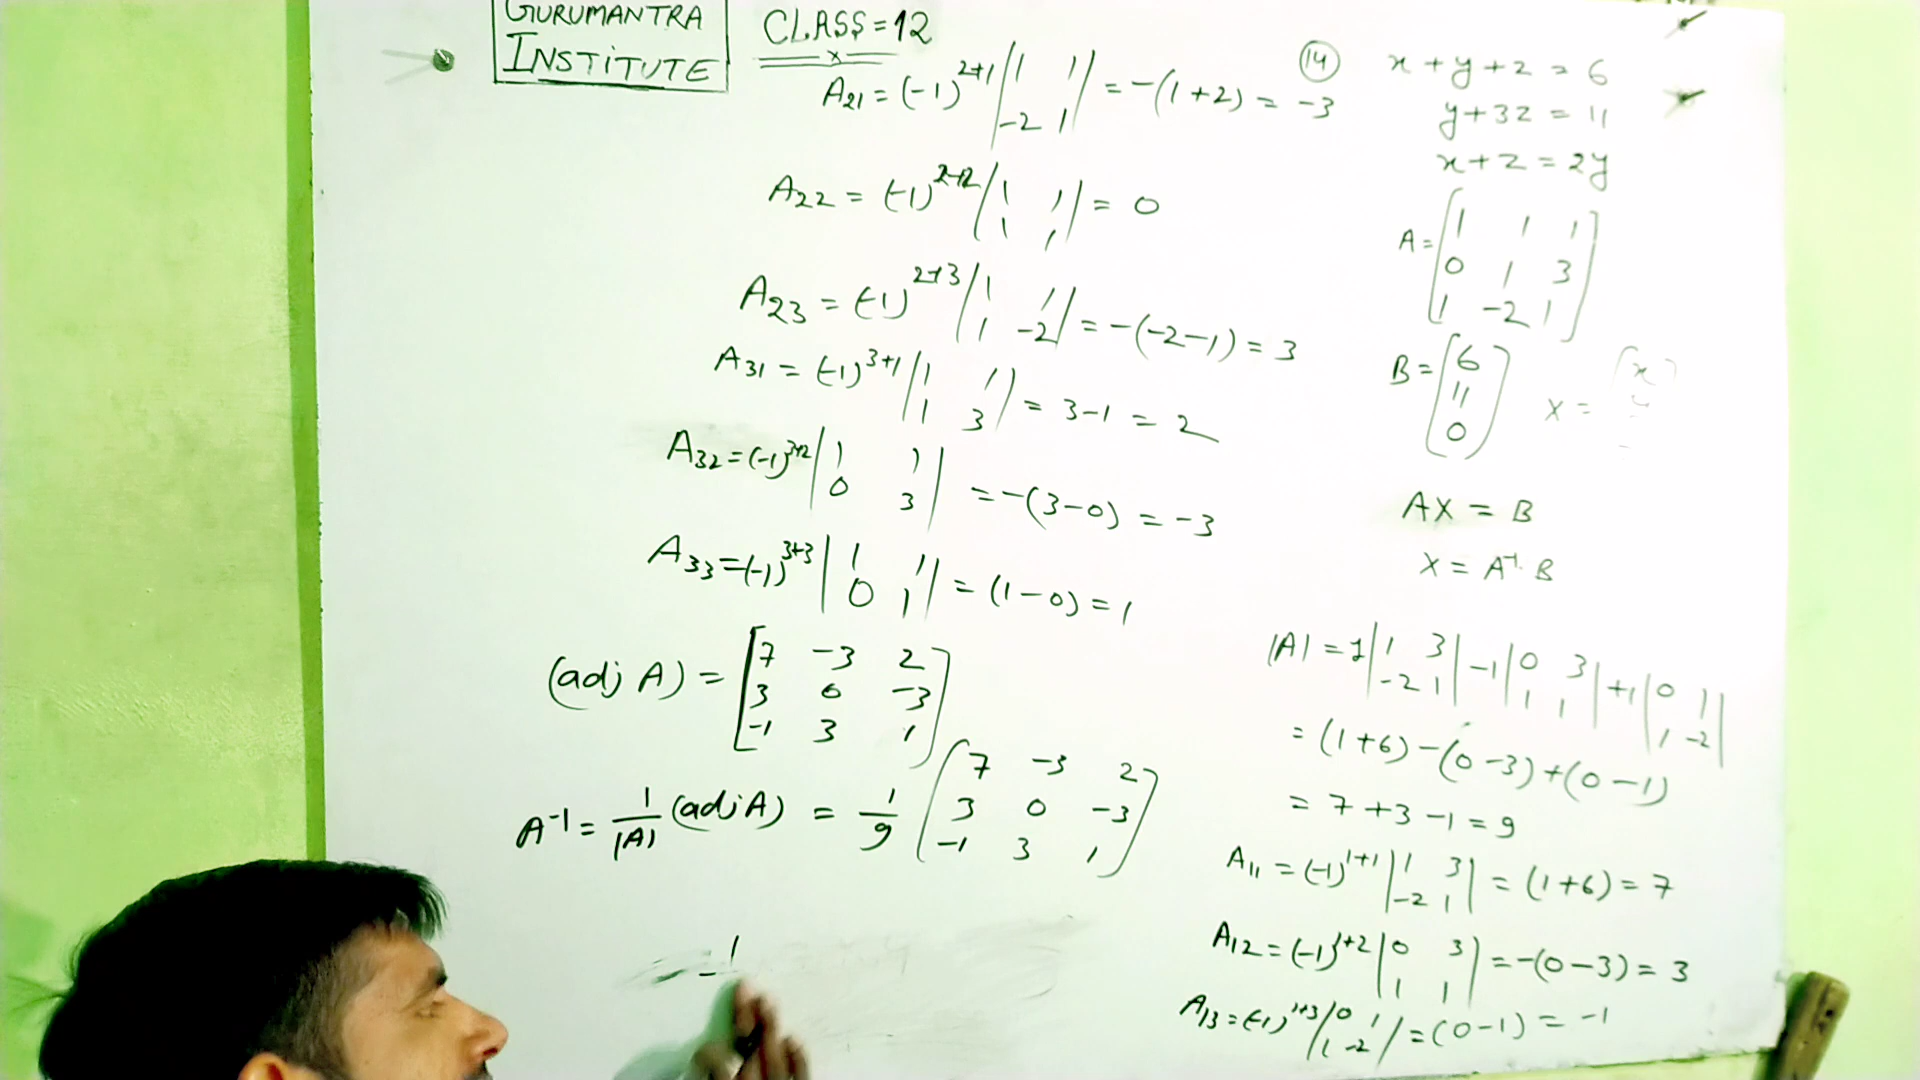 GURUMANTRA
INSTITUTE
CLASS=12
A21 = (-1)^2+1 |1 1; -2 1| = -(1+2) = -3
A22 = (-1)^2+2 |1 1; 1 1| = 0
A23 = (-1)^2+3 |1 1; 1 -2| = -(-2-1) = 3
A31 = (-1)^3+1 |1 1; 1 3| = 3-1 = 2
A32 = (-1)^3+2 |1 1; 0 3| = -(3-0) = -3
A33 = (-1)^3+3 |1 1; 0 1| = (1-0) = 1
(adj A) = [7 -3 2; 3 0 -3; -1 3 1]
A^-1 = 1/|A| (adj A) = 1/9 [7 -3 2; 3 0 -3; -1 3 1]
1
(14) x+y+z = 6
y+3z = 11
x+z = 2y
A = [1 1 1; 0 1 3; 1 -2 1]
B = [6; 11; 0] X = [x; y
AX = B
X = A^-1. B
|A| = 1 |1 3; -2 1| -1 |0 3; 1 1| +1 |0 1; 1 -2|
= (1+6) - (0-3) + (0-1)
= 7+3-1 = 9
A11 = (-1)^1+1 |1 3; -2 1| = (1+6) = 7
A12 = (-1)^1+2 |0 3; 1 1| = -(0-3) = 3
A13 = (-1)^1+3 |0 1; 1 -2| = (0-1) = -1